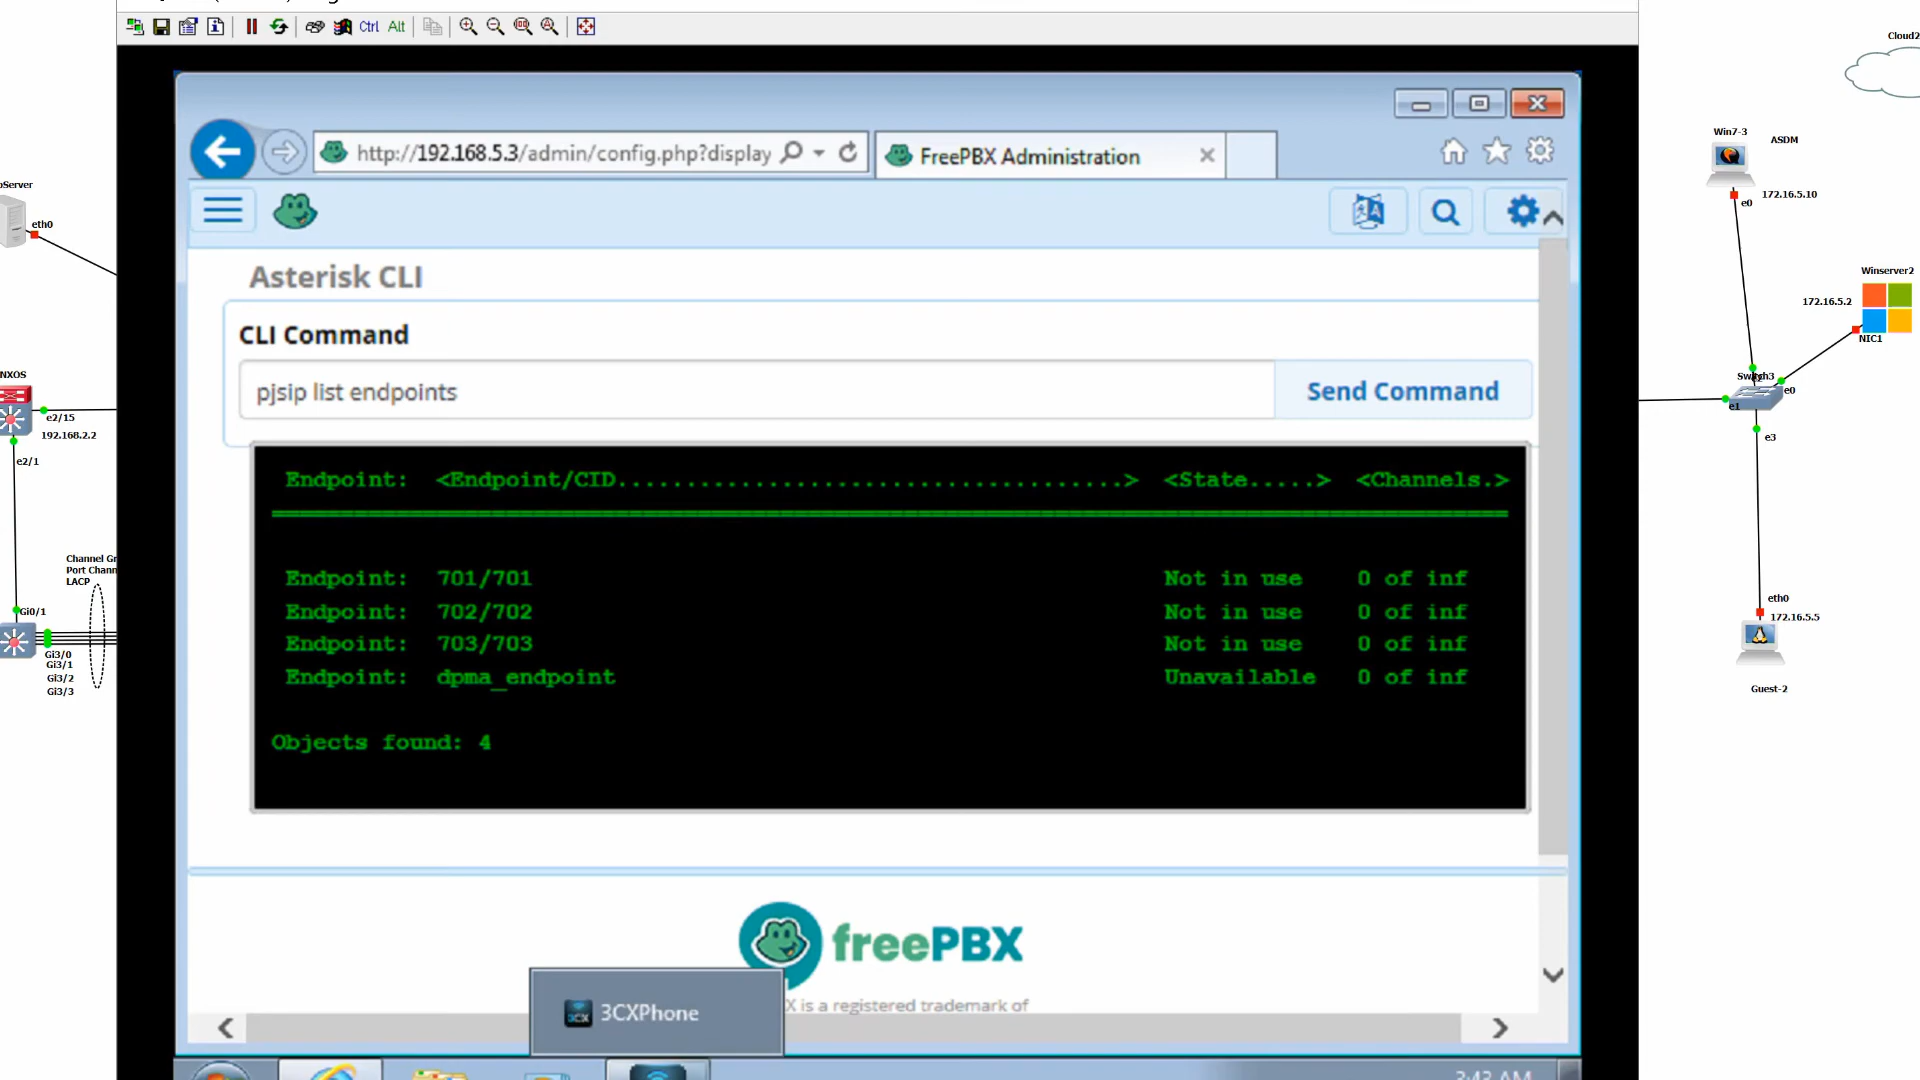 Ctrl Alt
Cloud2
http://192.168.5.3/admin/config.php?display
FreePBX Administration
Win7-3
ASDM
172.16.5.10
e0
eth0
Asterisk CLI
CLI Command
pjsip list endpoints
Send Command
Winserver2
172.16.5.2
NIC1
NXOS
e2/15
192.168.2.2
e2/1
e0
e1
e3
Endpoint: <Endpoint/CID.....................................> <State.....> <Channels.>
Endpoint: 701/701 Not in use 0 of inf
Endpoint: 702/702 Not in use 0 of inf
Endpoint: 703/703 Not in use 0 of inf
Endpoint: dpma_endpoint Unavailable 0 of inf
Objects found: 4
Channel Gr
Port Chann
LACP
Gi0/1
Gi3/0
Gi3/1
Gi3/2
Gi3/3
eth0
172.16.5.5
Guest-2
freePBX
X is a registered trademark of
3CXPhone